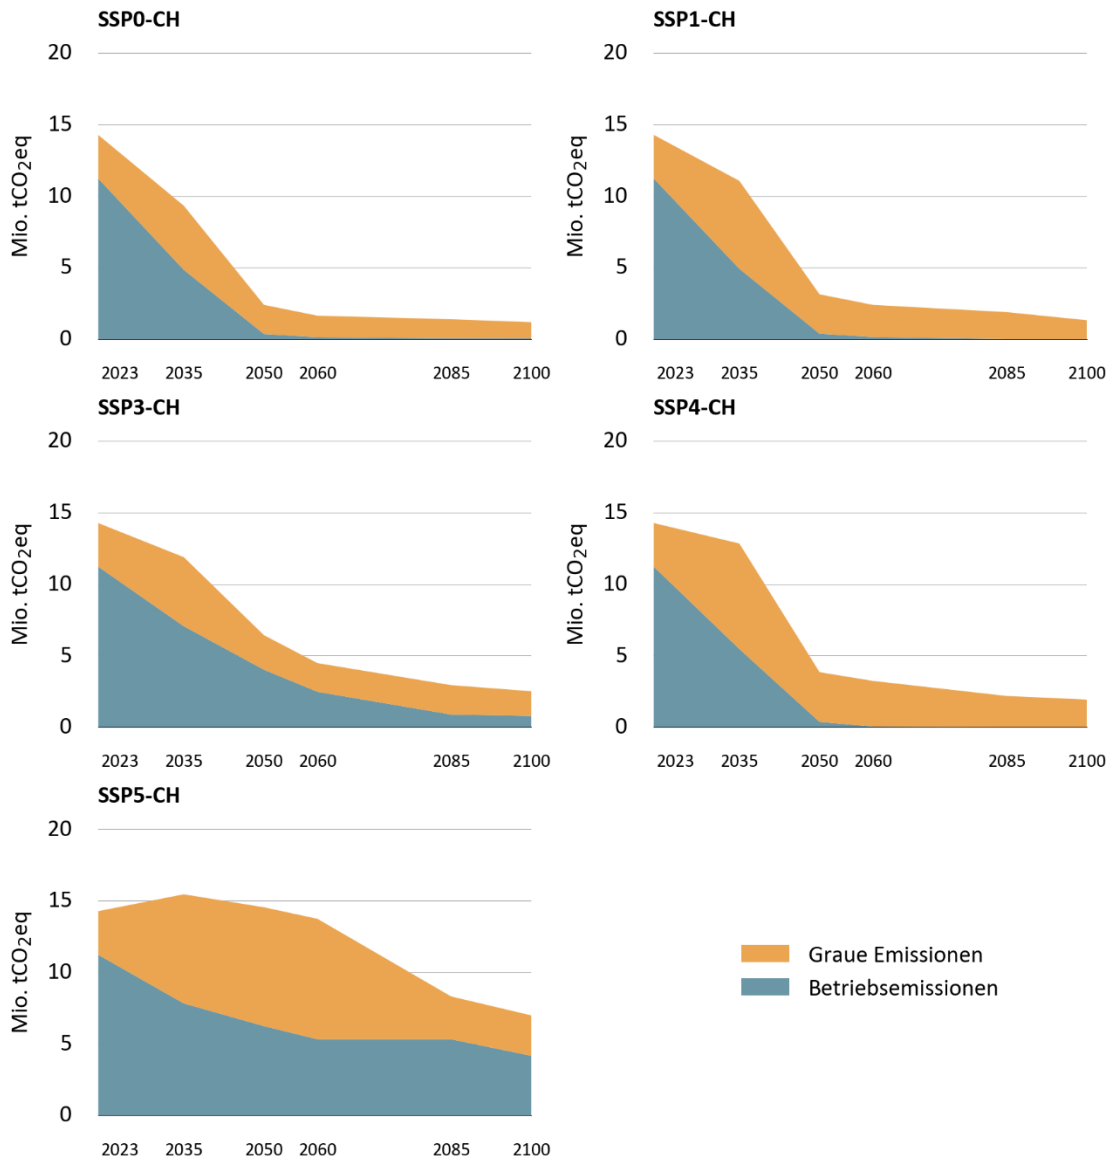 SSP0-CH
20
15
10
5
0
Mio. tCO2eq
2023 2035 2050 2060 2085 2100
SSP1-CH
20
15
10
5
0
Mio. tCO2eq
2023 2035 2050 2060 2085 2100
SSP3-CH
20
15
10
5
0
Mio. tCO2eq
2023 2035 2050 2060 2085 2100
SSP4-CH
20
15
10
5
0
Mio. tCO2eq
2023 2035 2050 2060 2085 2100
SSP5-CH
20
15
10
5
0
Mio. tCO2eq
2023 2035 2050 2060 2085 2100
Graue Emissionen
Betriebsemissionen